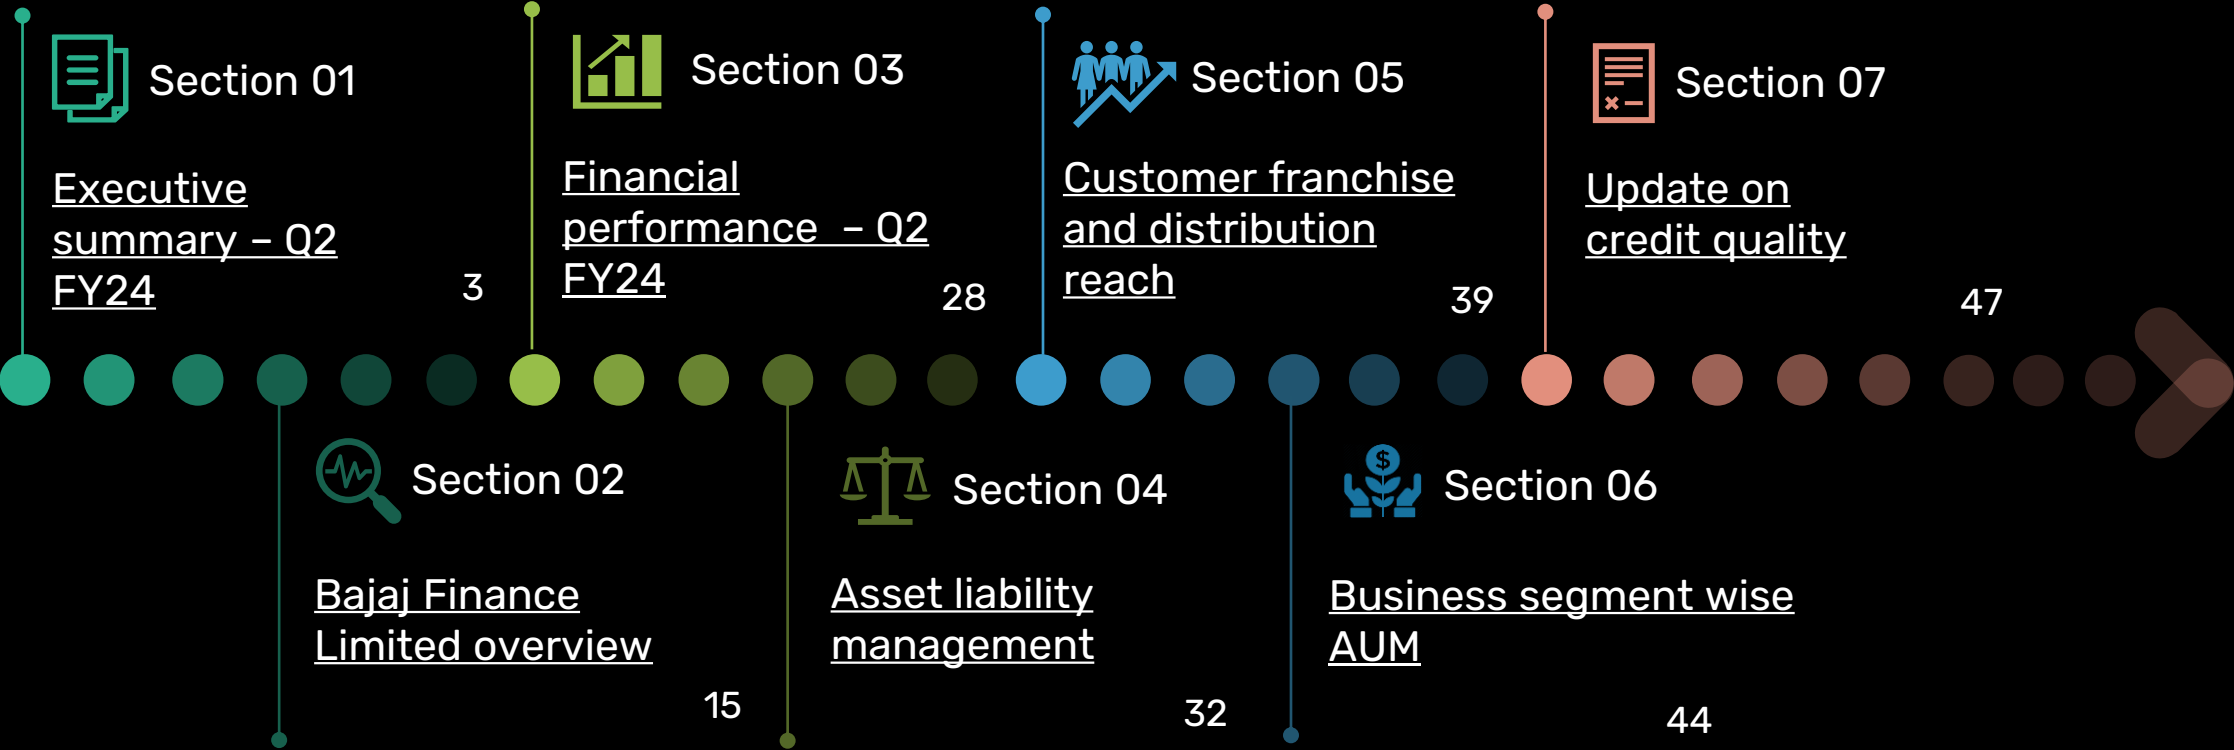 Section 01
Executive
summary – Q2
FY24
3
Section 02
Bajaj Finance
Limited overview
15
Section 03
Financial
performance – Q2
FY24
28
Section 04
Asset liability
management
32
Section 05
Customer franchise
and distribution
reach
39
Section 06
$
Business segment wise
AUM
44
Section 07
Update on
credit quality
47